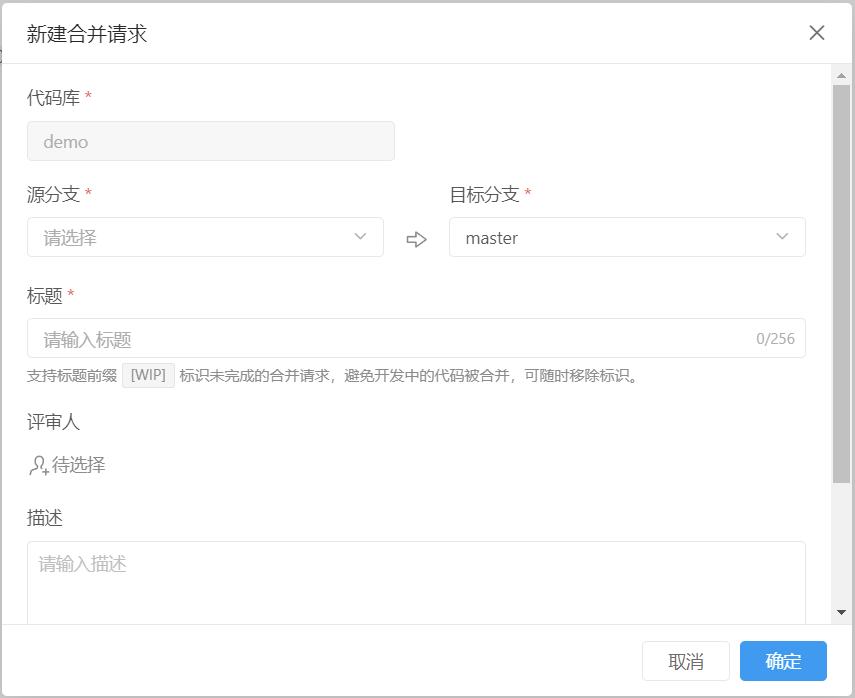 新建合并请求
代码库 *
demo
源分支 *
目标分支 *
请选择
master
标题 *
请输入标题
0/256
支持标题前缀 [WIP] 标识未完成的合并请求，避免开发中的代码被合并，可随时移除标识。
评审人
待选择
描述
请输入描述
取消
确定